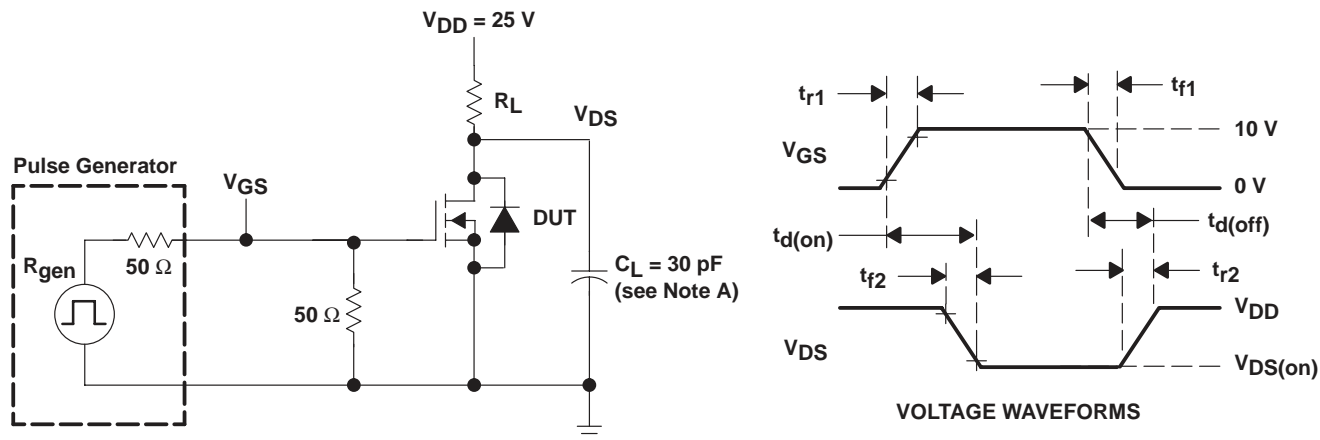 VDD = 25 V
RL
VDS
Pulse Generator
VGS
Rgen
50 Ω
50 Ω
DUT
CL = 30 pF
(see Note A)
tr1
tf1
VGS
10 V
0 V
td(on)
td(off)
tf2
tr2
VDS
VDD
VDS(on)
VOLTAGE WAVEFORMS